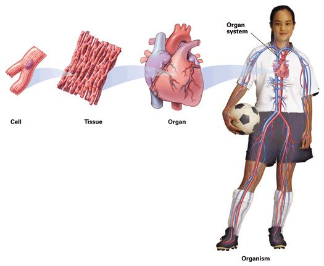 Organ
system
Cell
Tissue
Organ
Organism